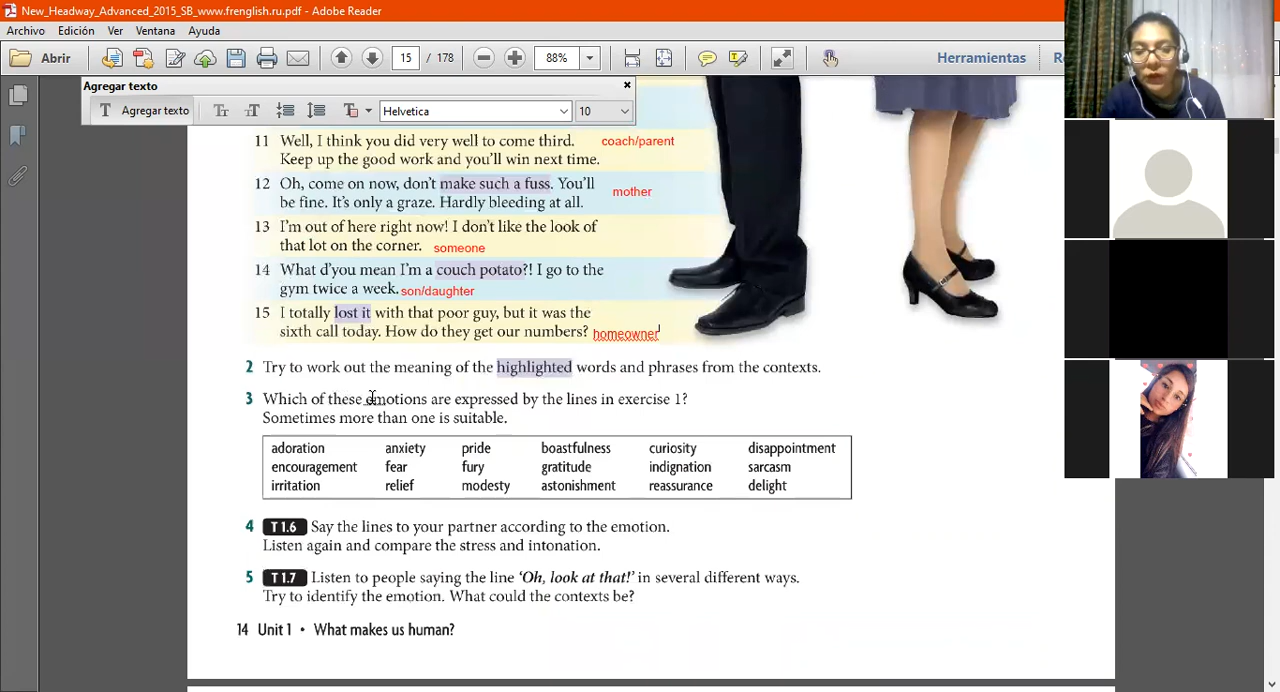 New_Headway_Advanced_2015_SB_www.frenglish.ru.pdf - Adobe Reader
Archivo Edición Ver Ventana Ayuda
Abrir 15 / 178 88% Herramientas
Agregar texto
Agregar texto Helvetica 10
11 Well, I think you did very well to come third. coach/parent
Keep up the good work and you'll win next time.
12 Oh, come on now, don't make such a fuss. You'll
be fine. It's only a graze. Hardly bleeding at all. mother
13 I'm out of here right now! I don't like the look of
that lot on the corner. someone
14 What d'you mean I'm a couch potato?! I go to the
gym twice a week. son/daughter
15 I totally lost it with that poor guy, but it was the
sixth call today. How do they get our numbers? homeowner
2 Try to work out the meaning of the highlighted words and phrases from the contexts.
3 Which of these emotions are expressed by the lines in exercise 1?
Sometimes more than one is suitable.
adoration anxiety pride boastfulness curiosity disappointment
encouragement fear fury gratitude indignation sarcasm
irritation relief modesty astonishment reassurance delight
4 T 1.6 Say the lines to your partner according to the emotion.
Listen again and compare the stress and intonation.
5 T 1.7 Listen to people saying the line 'Oh, look at that!' in several different ways.
Try to identify the emotion. What could the contexts be?
14 Unit 1 • What makes us human?